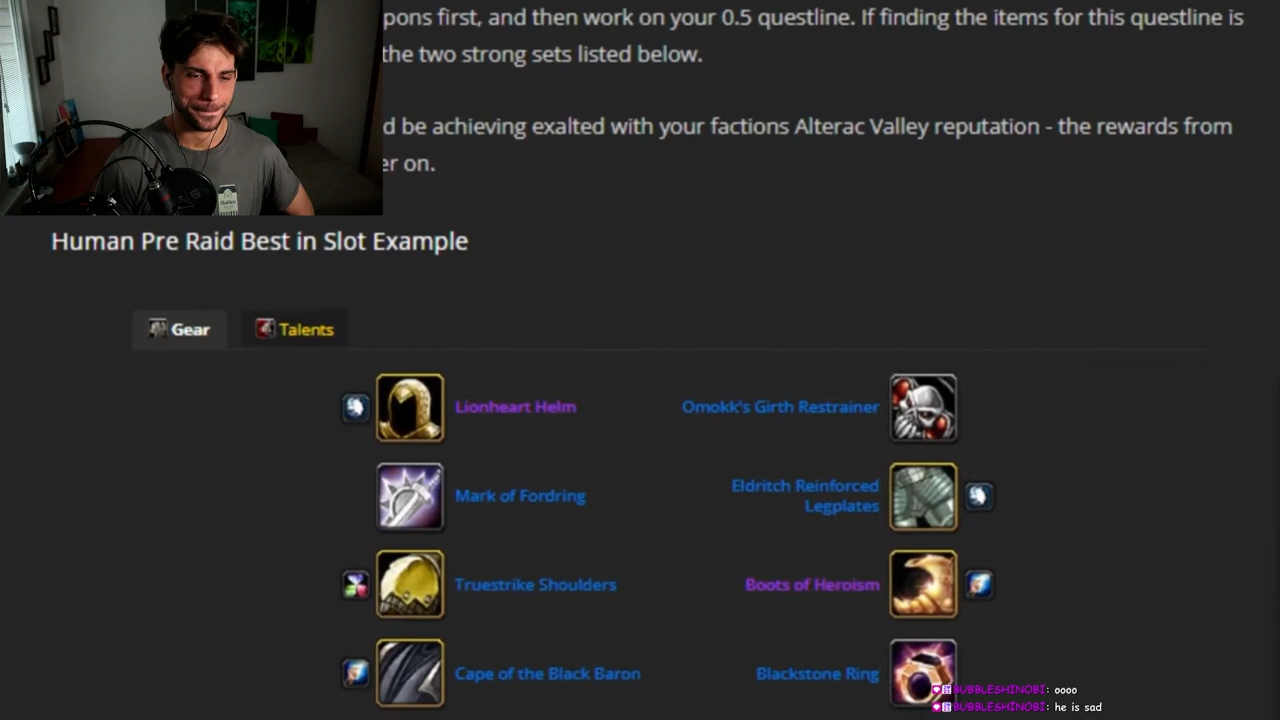 pons first, and then work on your 0.5 questline. If finding the items for this questline is
the two strong sets listed below.
d be achieving exalted with your factions Alterac Valley reputation - the rewards from
er on.
Human Pre Raid Best in Slot Example
Gear
Talents
Lionheart Helm
Omokk's Girth Restrainer
Mark of Fordring
Eldritch Reinforced
Legplates
Truestrike Shoulders
Boots of Heroism
Cape of the Black Baron
Blackstone Ring
BUBBLESHINOBI: oooo
BUBBLESHINOBI: he is sad